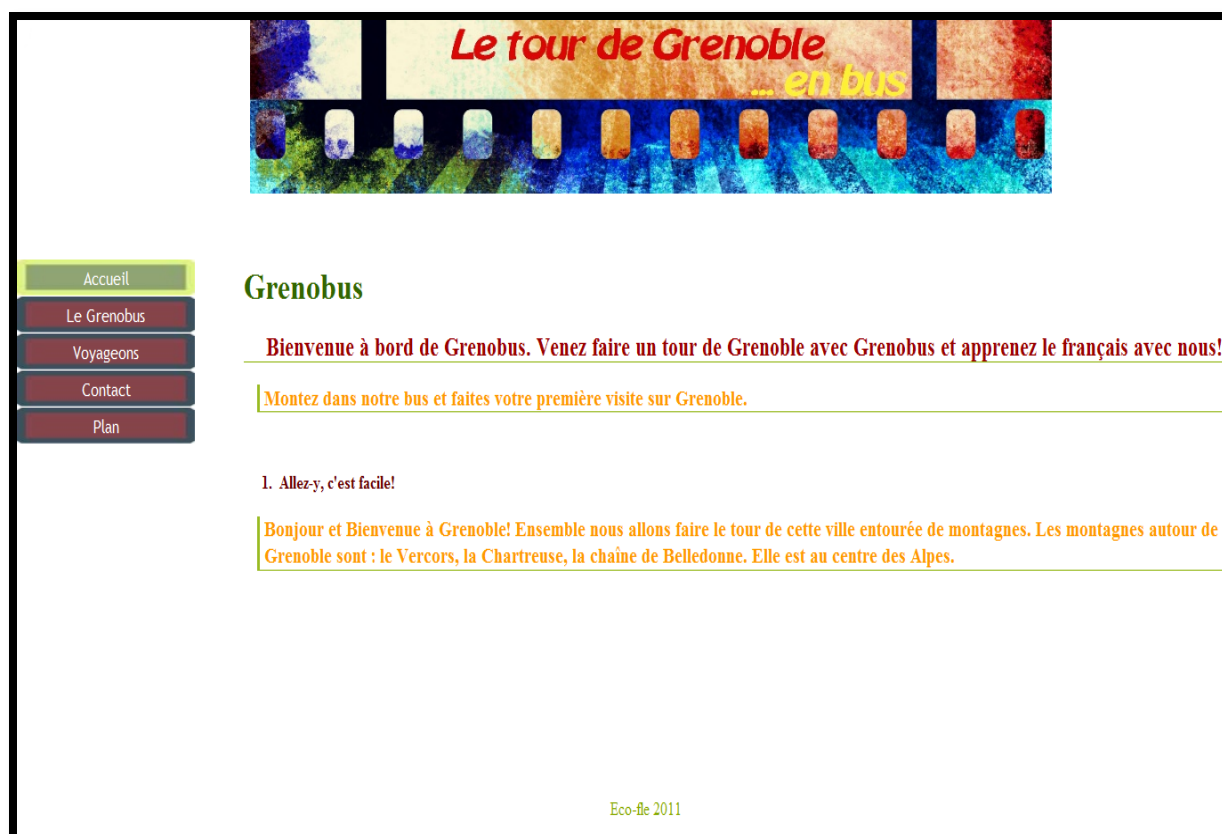 Le tour de Grenoble
... en bus
Accueil
Le Grenobus
Voyageons
Contact
Plan
Grenobus
Bienvenue à bord de Grenobus. Venez faire un tour de Grenoble avec Grenobus et apprenez le français avec nous!
Montez dans notre bus et faites votre première visite sur Grenoble.
1. Allez-y, c'est facile!
Bonjour et Bienvenue à Grenoble! Ensemble nous allons faire le tour de cette ville entourée de montagnes. Les montagnes autour de
Grenoble sont : le Vercors, la Chartreuse, la chaîne de Belledonne. Elle est au centre des Alpes.
Eco-fle 2011